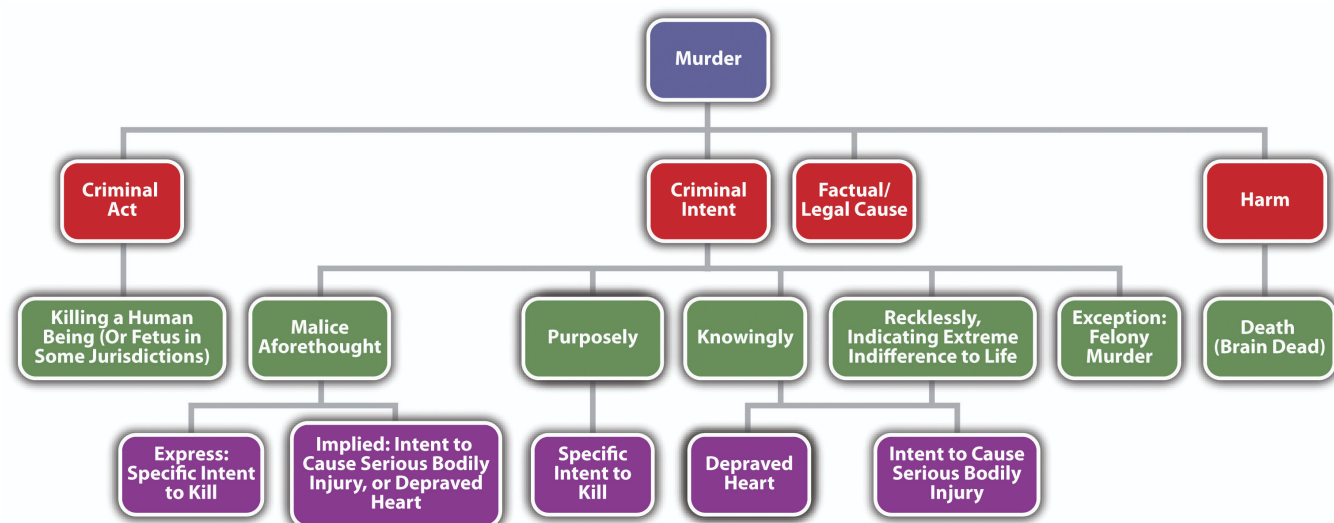 Murder
Criminal
Act
Criminal
Intent
Factual/
Legal Cause
Harm
Killing a Human
Being (Or Fetus in
Some Jurisdictions)
Malice
Aforethought
Purposely
Knowingly
Recklessly,
Indicating Extreme
Indifference to Life
Exception:
Felony
Murder
Death
(Brain Dead)
Express:
Specific Intent
to Kill
Implied: Intent to
Cause Serious Bodily
Injury, or Depraved
Heart
Specific
Intent to
Kill
Depraved
Heart
Intent to Cause
Serious Bodily
Injury